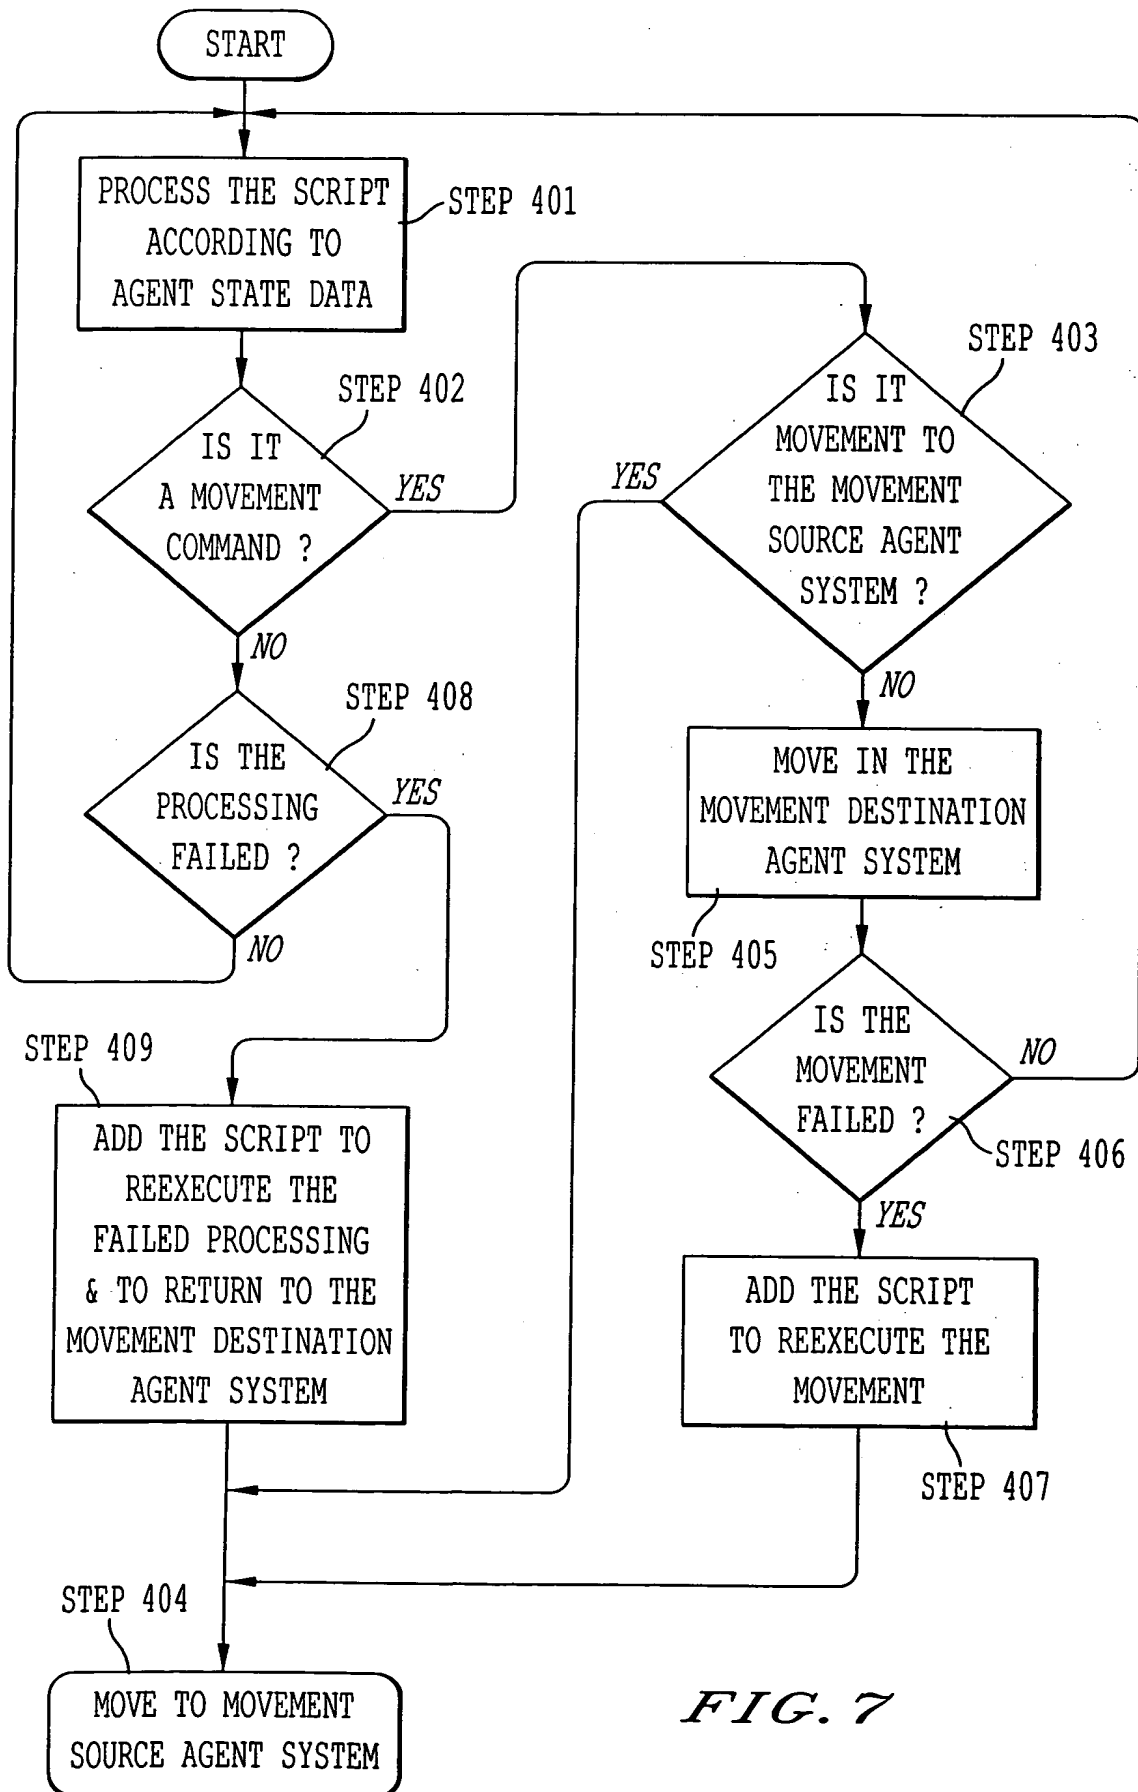 START
PROCESS THE SCRIPT
ACCORDING TO
AGENT STATE DATA
STEP 401
IS IT
A MOVEMENT
COMMAND ?
STEP 402
YES
NO
IS IT
MOVEMENT TO
THE MOVEMENT
SOURCE AGENT
SYSTEM ?
STEP 403
YES
NO
IS THE
PROCESSING
FAILED ?
STEP 408
YES
NO
MOVE IN THE
MOVEMENT DESTINATION
AGENT SYSTEM
STEP 405
IS THE
MOVEMENT
FAILED ?
NO
STEP 406
YES
STEP 409
ADD THE SCRIPT TO
REEXECUTE THE
FAILED PROCESSING
& TO RETURN TO THE
MOVEMENT DESTINATION
AGENT SYSTEM
ADD THE SCRIPT
TO REEXECUTE THE
MOVEMENT
STEP 407
STEP 404
MOVE TO MOVEMENT
SOURCE AGENT SYSTEM
FIG. 7